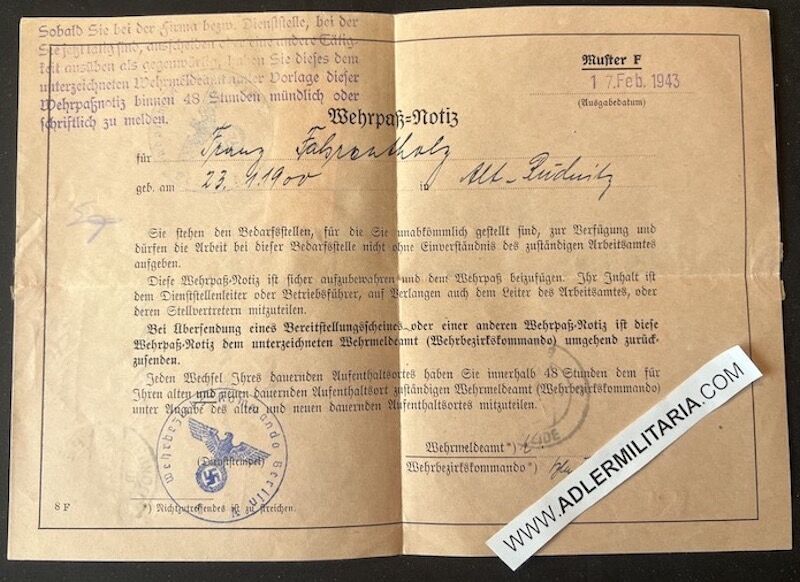 Sobald Sie bei der Firma bezw. Dienststelle, bei der
Sie jetzt tätig sind, ausscheiden oder eine andere Tätig-
keit ausüben als gegenwärtig, haben Sie dieses dem
unterzeichneten Wehrmeldeamt unter Vorlage dieser
Wehrpaßnotiz binnen 48 Stunden mündlich oder
schriftlich zu melden.
Muster F
17. Feb. 1943
(Ausgabedatum)
Wehrpaß-Notiz
für Franz Fahrentholz
geb. am 23.1.1900 in Alt-Rüdnitz
Sie stehen den Bedarfsstellen, für die Sie unabkömmlich gestellt sind, zur Verfügung und
dürfen die Arbeit bei dieser Bedarfsstelle nicht ohne Einverständnis des zuständigen Arbeitsamtes
aufgeben.
Diese Wehrpaß-Notiz ist sicher aufzubewahren und dem Wehrpaß beizufügen. Ihr Inhalt ist
dem Dienststellenleiter oder Betriebsführer, auf Verlangen auch dem Leiter des Arbeitsamtes, oder
deren Stellvertretern mitzuteilen.
Bei Übersendung eines Bereitstellungsscheines oder einer anderen Wehrpaß-Notiz ist diese
Wehrpaß-Notiz dem unterzeichneten Wehrmeldeamt (Wehrbezirkskommando) umgehend zurück-
zusenden.
Jeden Wechsel Ihres dauernden Aufenthaltsortes haben Sie innerhalb 48 Stunden dem für
Ihren alten und neuen dauernden Aufenthaltsort zuständigen Wehrmeldeamt (Wehrbezirkskommando)
unter Angabe des alten und neuen dauernden Aufenthaltsortes mitzuteilen.
Wehrbezirkskommando Berlin
(Dienststempel)
Wehrmeldeamt*)
Wehrbezirkskommando*)
*) Nichtzutreffendes ist zu streichen.
8 F
WWW.ADLERMILITARIA.COM